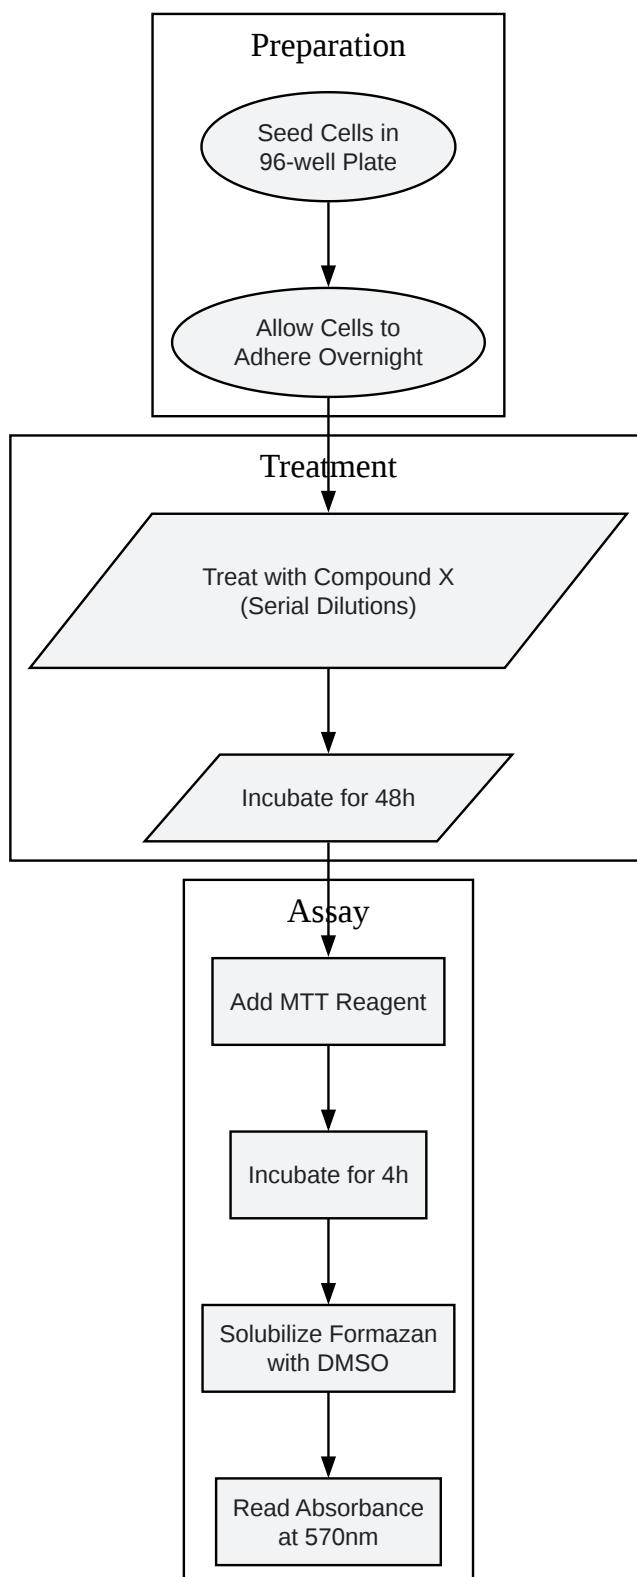 Preparation
Seed Cells in
96-well Plate
Allow Cells to
Adhere Overnight
Treatment
Treat with Compound X
(Serial Dilutions)
Incubate for 48h
Assay
Add MTT Reagent
Incubate for 4h
Solubilize Formazan
with DMSO
Read Absorbance
at 570nm